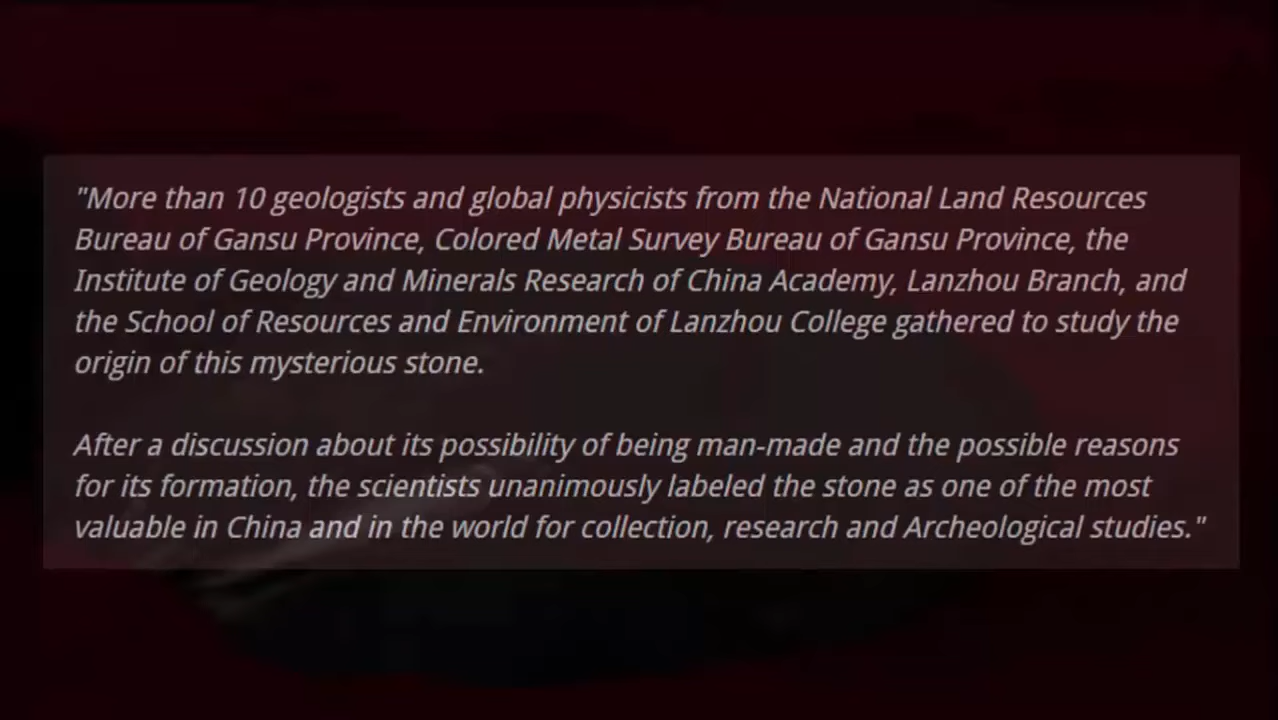 "More than 10 geologists and global physicists from the National Land Resources
Bureau of Gansu Province, Colored Metal Survey Bureau of Gansu Province, the
Institute of Geology and Minerals Research of China Academy, Lanzhou Branch, and
the School of Resources and Environment of Lanzhou College gathered to study the
origin of this mysterious stone.
After a discussion about its possibility of being man-made and the possible reasons
for its formation, the scientists unanimously labeled the stone as one of the most
valuable in China and in the world for collection, research and Archeological studies."